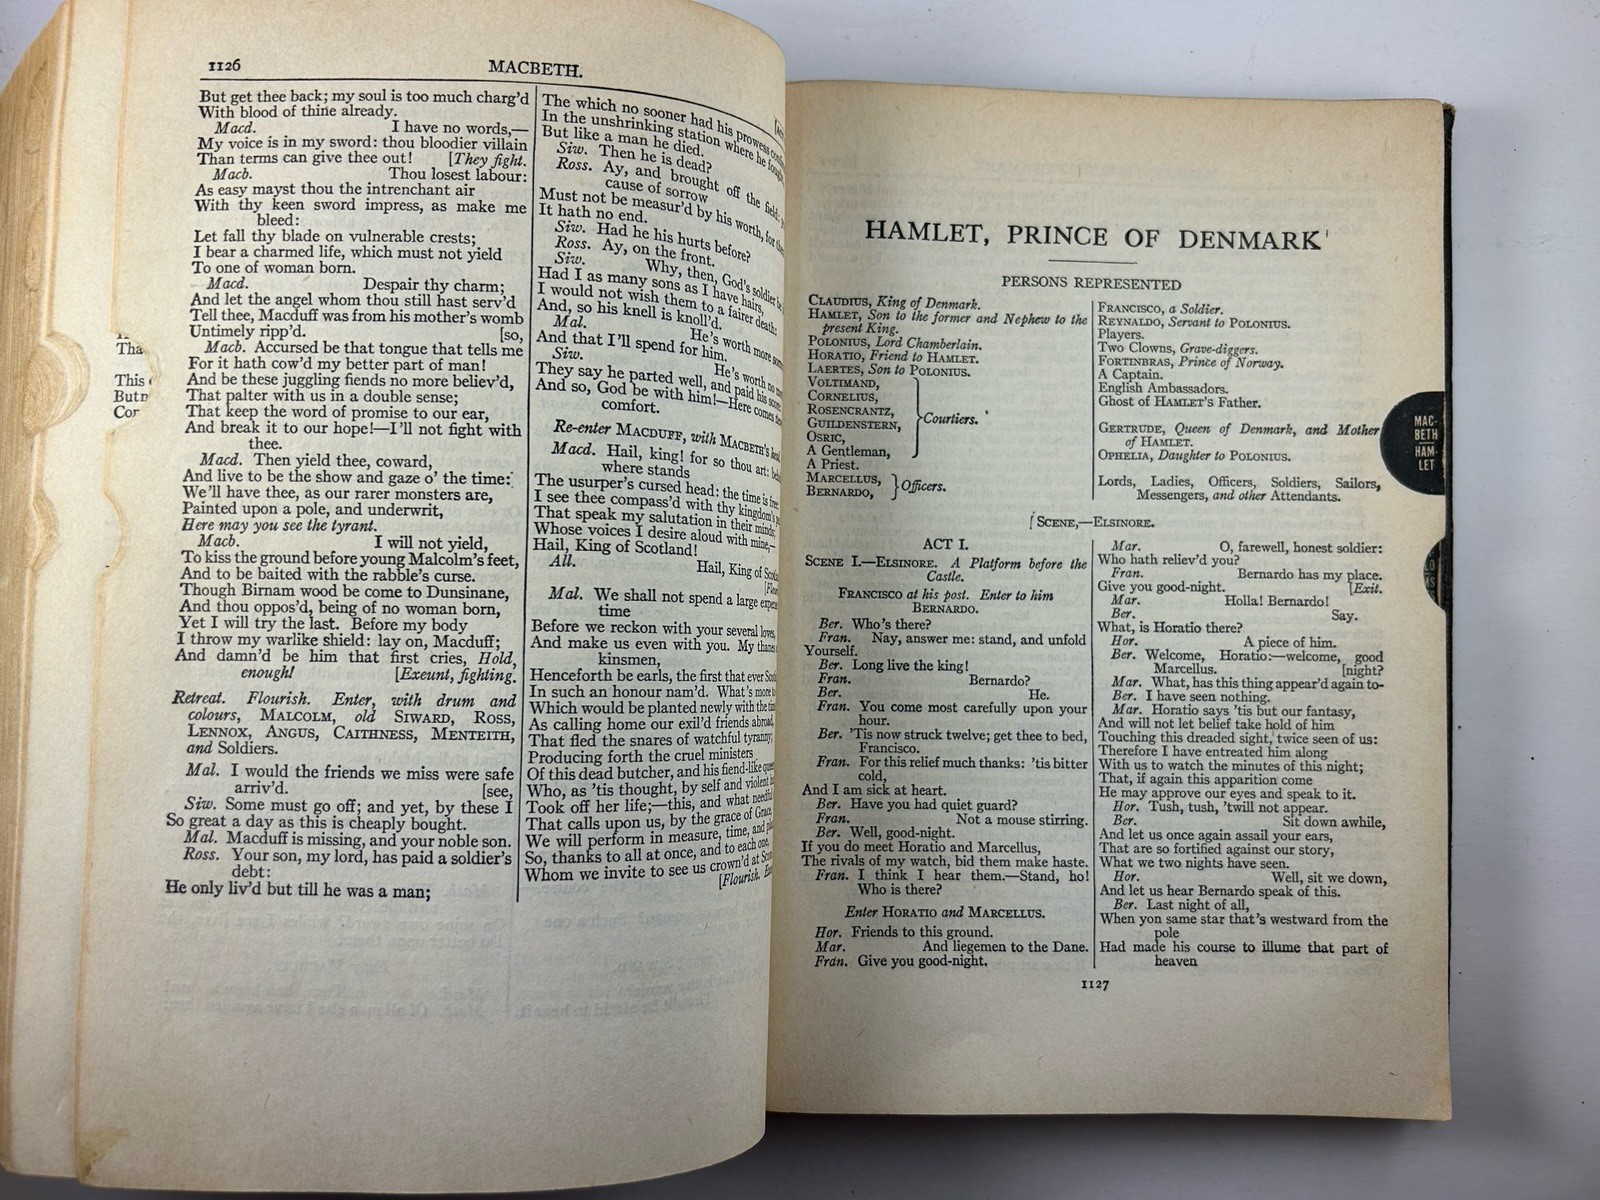 1126
MACBETH.
But get thee back; my soul is too much charg'd
With blood of thine already.
Macd. I have no words,—
My voice is in my sword: thou bloodier villain
Than terms can give thee out! [They fight.
Macb. Thou losest labour:
As easy mayst thou the intrenchant air
With thy keen sword impress, as make me
bleed:
Let fall thy blade on vulnerable crests;
I bear a charmed life, which must not yield
To one of woman born.
Macd. Despair thy charm;
And let the angel whom thou still hast serv'd
Tell thee, Macduff was from his mother's womb
Untimely ripp'd. [so,
Macb. Accursed be that tongue that tells me
For it hath cow'd my better part of man!
And be these juggling fiends no more believ'd,
That palter with us in a double sense;
That keep the word of promise to our ear,
And break it to our hope!—I'll not fight with
thee.
Macd. Then yield thee, coward,
And live to be the show and gaze o' the time:
We'll have thee, as our rarer monsters are,
Painted upon a pole, and underwrit,
Here may you see the tyrant.
Macb. I will not yield,
To kiss the ground before young Malcolm's feet,
And to be baited with the rabble's curse.
Though Birnam wood be come to Dunsinane,
And thou oppos'd, being of no woman born,
Yet I will try the last. Before my body
I throw my warlike shield: lay on, Macduff;
And damn'd be him that first cries, Hold,
enough! [Exeunt, fighting.
Retreat. Flourish. Enter, with drum and
colours, MALCOLM, old SIWARD, ROSS,
LENNOX, ANGUS, CAITHNESS, MENTEITH,
and Soldiers.
Mal. I would the friends we miss were safe
arriv'd. [see,
Siw. Some must go off; and yet, by these I
So great a day as this is cheaply bought.
Mal. Macduff is missing, and your noble son.
Ross. Your son, my lord, has paid a soldier's
debt:
He only liv'd but till he was a man;
The which no sooner had his prowess
In the unshrinking station where he fought,
But like a man he died.
Siw. Then he is dead?
Ross. Ay, and brought off the field:
cause of sorrow
Must not be measur'd by his worth, for
It hath no end.
Siw. Had he his hurts before?
Ross. Ay, on the front.
Siw. Why, then, God's soldier
Had I as many sons as I have hairs,
I would not wish them to a fairer death:
And, so his knell is knoll'd.
Mal. He's worth more
And that I'll spend for him.
Siw. He's worth no
They say he parted well, and paid his score:
And so, God be with him!—Here comes
comfort.
Re-enter MACDUFF, with MACBETH'S head
Macd. Hail, king! for so thou art:
where stands
The usurper's cursed head: the time is free:
I see thee compass'd with thy kingdom's
That speak my salutation in their minds;
Whose voices I desire aloud with mine,—
Hail, King of Scotland!
All. Hail, King of
Mal. We shall not spend a large
time
Before we reckon with your several loves,
And make us even with you. My thanes
kinsmen,
Henceforth be earls, the first that ever
In such an honour nam'd. What's more
Which would be planted newly with the
As calling home our exil'd friends abroad,
That fled the snares of watchful tyranny;
Producing forth the cruel ministers
Of this dead butcher, and his fiend-like
Who, as 'tis thought, by self and violent
Took off her life;—this, and what needful
That calls upon us, by the grace of Grace,
We will perform in measure, time, and
So, thanks to all at once, and to each one,
Whom we invite to see us crown'd at
[Flourish.
Tha
This
HAMLET, PRINCE OF DENMARK
PERSONS REPRESENTED
CLAUDIUS, King of Denmark.
HAMLET, Son to the former and Nephew to the
present King.
POLONIUS, Lord Chamberlain.
HORATIO, Friend to HAMLET.
LAERTES, Son to POLONIUS.
VOLTIMAND,
CORNELIUS,
ROSENCRANTZ,
GUILDENSTERN,
OSRIC,
A Gentleman,
Courtiers.
A Priest.
MARCELLUS,
BERNARDO,
Officers.
FRANCISCO, a Soldier.
REYNALDO, Servant to POLONIUS.
Players.
Two Clowns, Grave-diggers.
FORTINBRAS, Prince of Norway.
A Captain.
English Ambassadors.
Ghost of HAMLET'S Father.
GERTRUDE, Queen of Denmark, and Mother
of HAMLET.
OPHELIA, Daughter to POLONIUS.
Lords, Ladies, Officers, Soldiers, Sailors,
Messengers, and other Attendants.
SCENE,—ELSINORE.
ACT I.
SCENE I.—ELSINORE. A Platform before the
Castle.
FRANCISCO at his post. Enter to him
BERNARDO.
Ber. Who's there?
Fran. Nay, answer me: stand, and unfold
Yourself.
Ber. Long live the king!
Fran. Bernardo?
Ber. He.
Fran. You come most carefully upon your
hour.
Ber. 'Tis now struck twelve; get thee to bed,
Francisco.
Fran. For this relief much thanks: 'tis bitter
cold,
And I am sick at heart.
Ber. Have you had quiet guard?
Fran. Not a mouse stirring.
Ber. Well, good-night.
If you do meet Horatio and Marcellus,
The rivals of my watch, bid them make haste.
Fran. I think I hear them.—Stand, ho!
Who is there?
Enter HORATIO and MARCELLUS.
Hor. Friends to this ground.
Mar. And liegemen to the Dane.
Fran. Give you good-night.
Mar. O, farewell, honest soldier:
Who hath reliev'd you?
Fran. Bernardo has my place.
Give you good-night. [Exit.
Mar. Holla! Bernardo!
Ber. Say.
What, is Horatio there?
Hor. A piece of him.
Ber. Welcome, Horatio:—welcome, good
Marcellus. [night?
Mar. What, has this thing appear'd again to-
Ber. I have seen nothing.
Mar. Horatio says 'tis but our fantasy,
And will not let belief take hold of him
Touching this dreaded sight, twice seen of us:
Therefore I have entreated him along
With us to watch the minutes of this night;
That, if again this apparition come
He may approve our eyes and speak to it.
Hor. Tush, tush, 'twill not appear.
Ber. Sit down awhile,
And let us once again assail your ears,
That are so fortified against our story,
What we two nights have seen.
Hor. Well, sit we down,
And let us hear Bernardo speak of this.
Ber. Last night of all,
When yon same star that's westward from the
pole
Had made his course to illume that part of
heaven
1127
MAC-
BETH
HAM-
LET